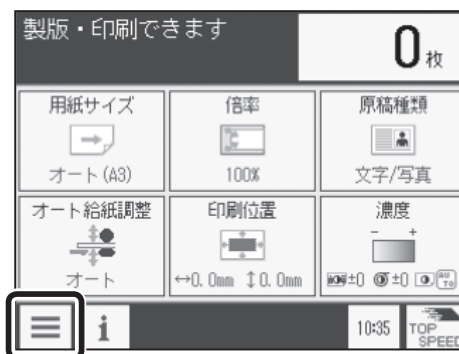 製版・印刷できます
0枚
用紙サイズ
オート(A3)
倍率
100%
原稿種類
文字/写真
オート給紙調整
オート
印刷位置
↔0.0mm ↕0.0mm
濃度
- +
±0 ±0 AUTO
i
10:35
TOP SPEED